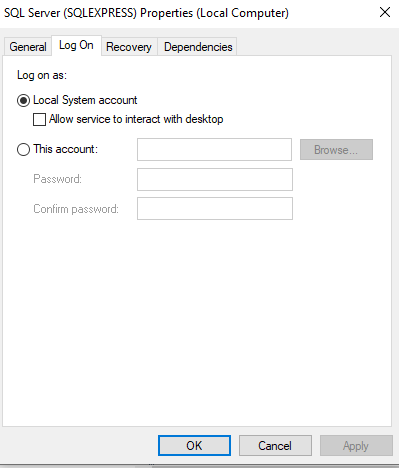 SQL Server (SQLEXPRESS) Properties (Local Computer)
General Log On Recovery Dependencies
Log on as:
Local System account
Allow service to interact with desktop
This account:
Browse...
Password:
Confirm password:
OK Cancel Apply